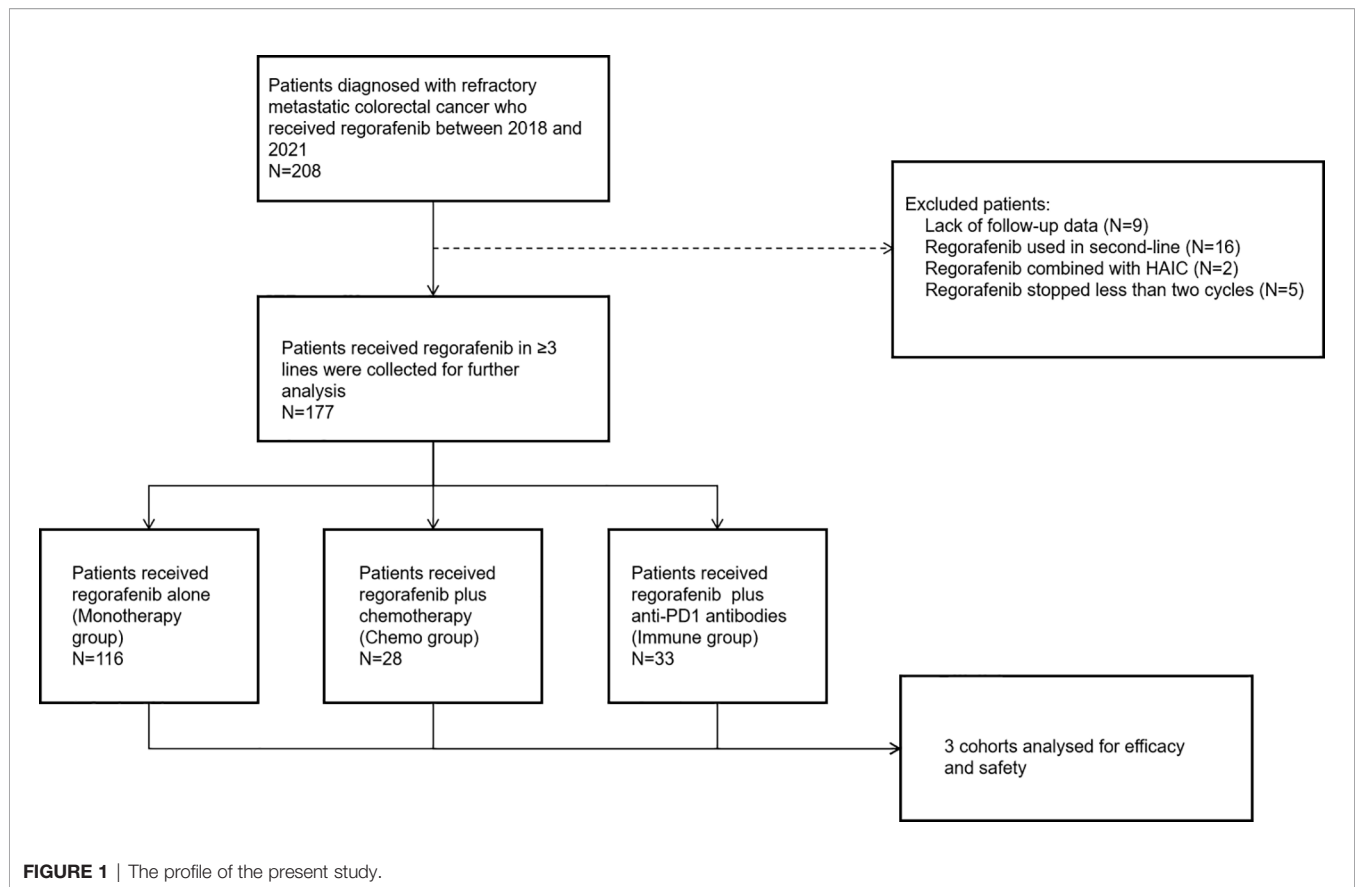 Patients diagnosed with refractory
metastatic colorectal cancer who
received regorafenib between 2018 and
2021
N=208
Excluded patients:
Lack of follow-up data (N=9)
Regorafenib used in second-line (N=16)
Regorafenib combined with HAIC (N=2)
Regorafenib stopped less than two cycles (N=5)
Patients received regorafenib in ≥3
lines were collected for further
analysis
N=177
Patients received
regorafenib alone
(Monotherapy
group)
N=116
Patients received
regorafenib plus
chemotherapy
(Chemo group)
N=28
Patients received
regorafenib plus
anti-PD1 antibodies
(Immune group)
N=33
3 cohorts analysed for efficacy
and safety
FIGURE 1 | The profile of the present study.